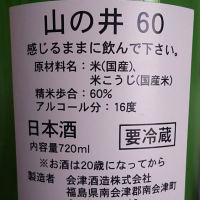 山の井 60
感じるままに飲んで下さい。
原材料名：米(国産)、
米こうじ(国産米)
精米歩合：60%
アルコール分：16度
日本酒
要冷蔵
内容量720ml
※お酒は20歳になってから
製造者 会津酒造株式会社
福島県南会津郡南会津町